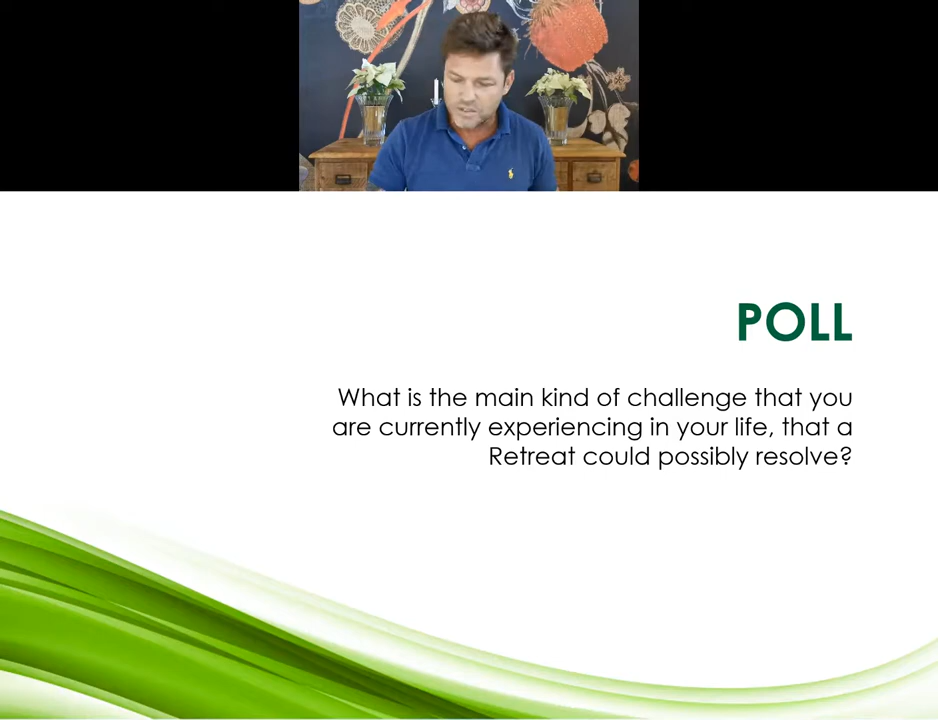 POLL
What is the main kind of challenge that you
are currently experiencing in your life, that a
Retreat could possibly resolve?